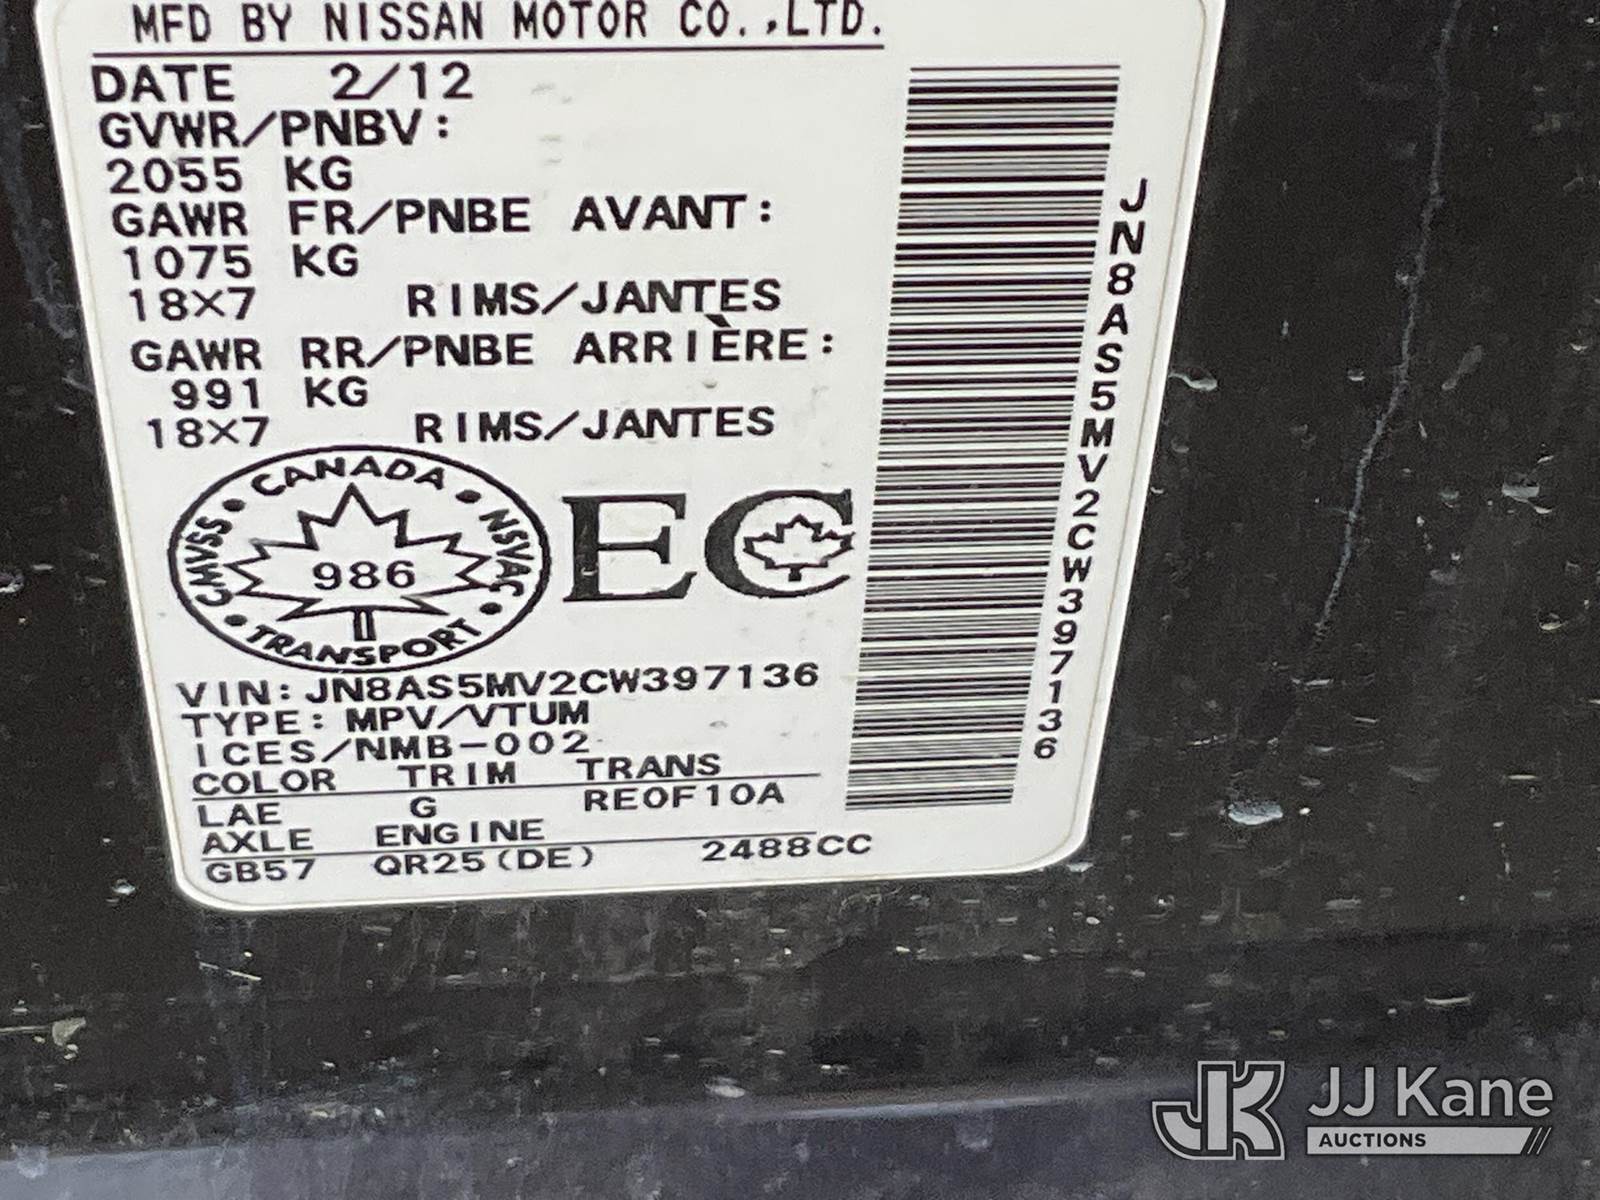 MFD BY NISSAN MOTOR CO.,LTD.
DATE 2/12
GVWR/PNBV:
2055 KG
GAWR FR/PNBE AVANT:
1075 KG
18×7 RIMS/JANTES
GAWR RR/PNBE ARRIÈRE:
991 KG
18×7 RIMS/JANTES
CANADA
CMVSS • NSVAC
986
TRANSPORT
EC
VIN: JN8AS5MV2CW397136
TYPE: MPV/VTUM
ICES/NMB-002
COLOR TRIM TRANS
LAE G RE0F10A
AXLE ENGINE
GB57 QR25(DE) 2488CC
JN8AS5MV2CW397136
JK JJ Kane
AUCTIONS